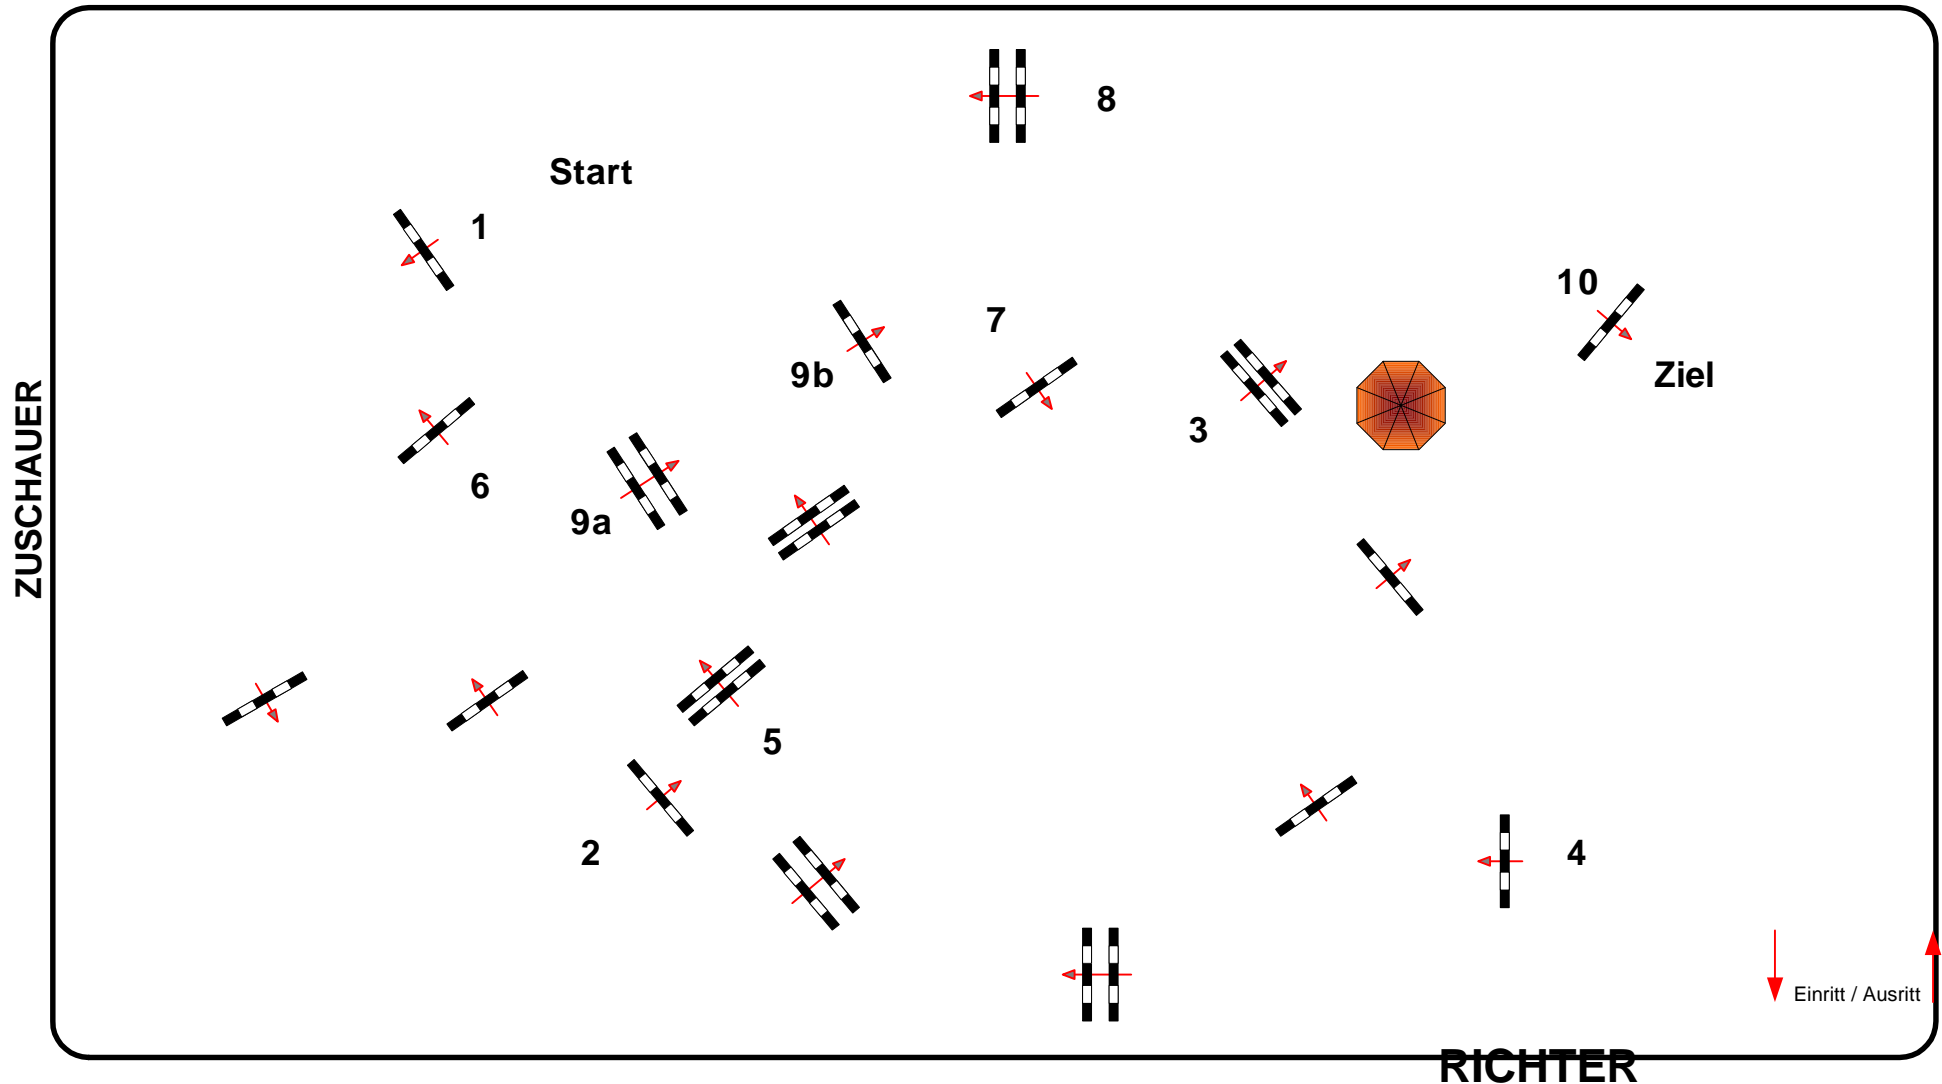 8
Start
1
10
7
9b
Ziel
3
6
9a
ZUSCHAUER
5
2
4
Einritt / Ausritt
RICHTER